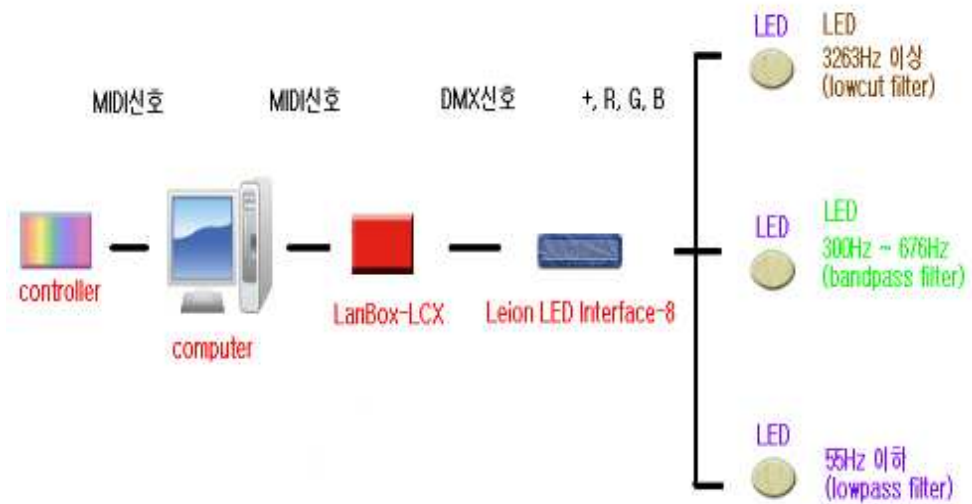 LED
LED
3263Hz 이상
(lowcut filter)
MIDI신호
MIDI신호
DMX신호
+, R, G, B
LED
LED
300Hz ~ 676Hz
(bandpass filter)
controller
computer
LanBox-LCX
Leion LED Interface-8
LED
55Hz 이하
(lowpass filter)